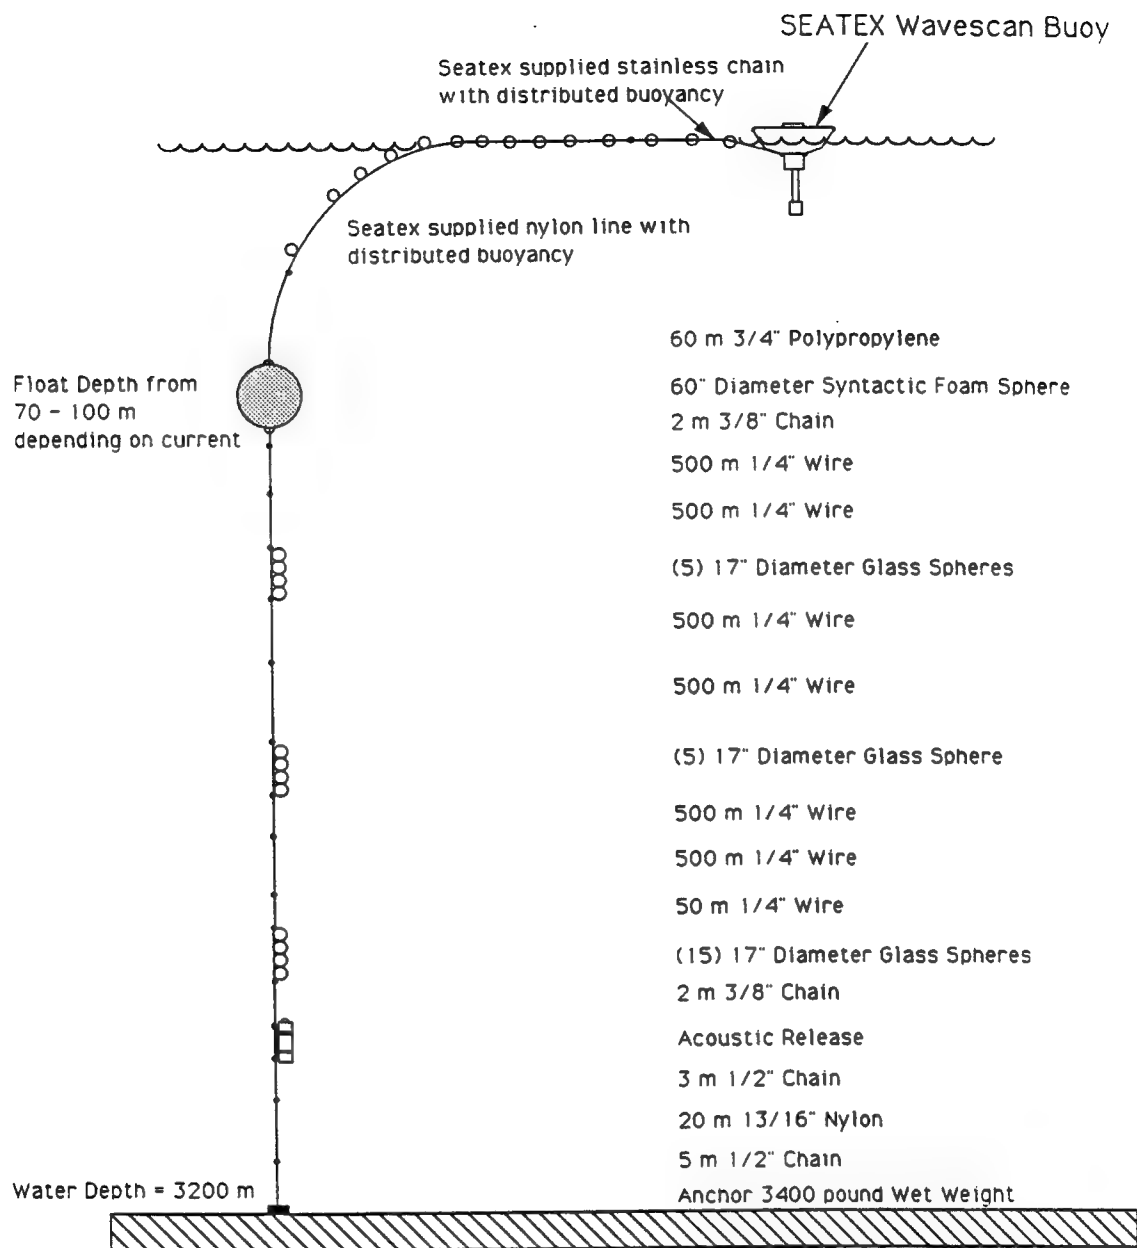 SEATEX Wavescan Buoy
Seatex supplied stainless chain
with distributed buoyancy
Seatex supplied nylon line with
distributed buoyancy
60 m 3/4" Polypropylene
Float Depth from
70 - 100 m
depending on current
60" Diameter Syntactic Foam Sphere
2 m 3/8" Chain
500 m 1/4" Wire
500 m 1/4" Wire
(5) 17" Diameter Glass Spheres
500 m 1/4" Wire
500 m 1/4" Wire
(5) 17" Diameter Glass Sphere
500 m 1/4" Wire
500 m 1/4" Wire
50 m 1/4" Wire
(15) 17" Diameter Glass Spheres
2 m 3/8" Chain
Acoustic Release
3 m 1/2" Chain
20 m 13/16" Nylon
5 m 1/2" Chain
Water Depth = 3200 m
Anchor 3400 pound Wet Weight